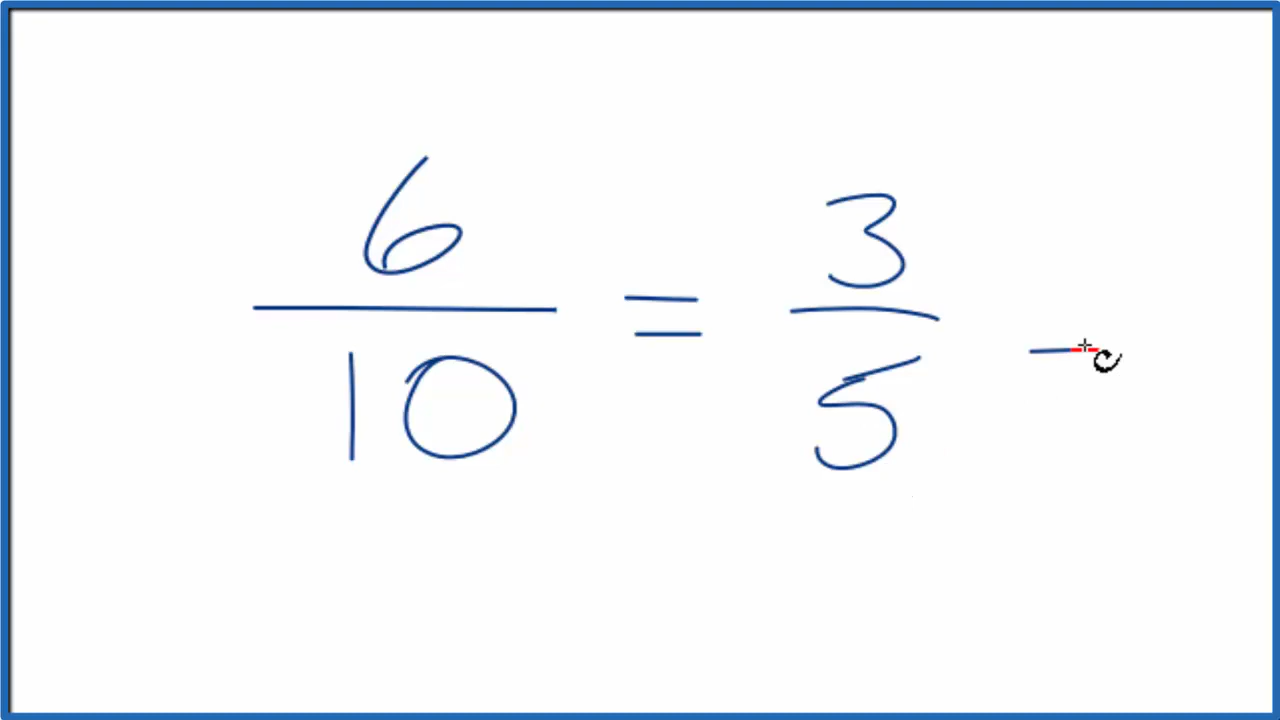 6/10 = 3/5 –